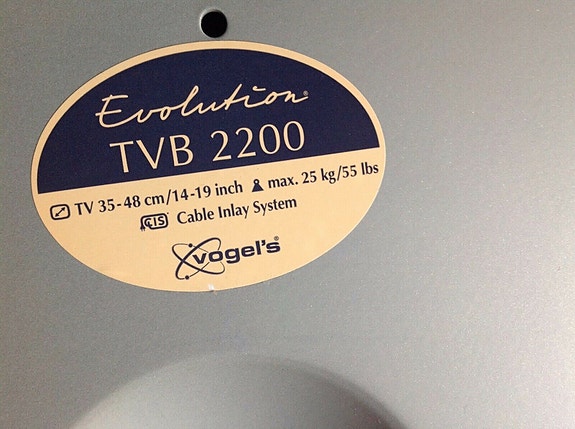 Evolution®
TVB 2200
TV 35-48 cm/14-19 inch max. 25 kg/55 lbs
CIS Cable Inlay System
vogel's®